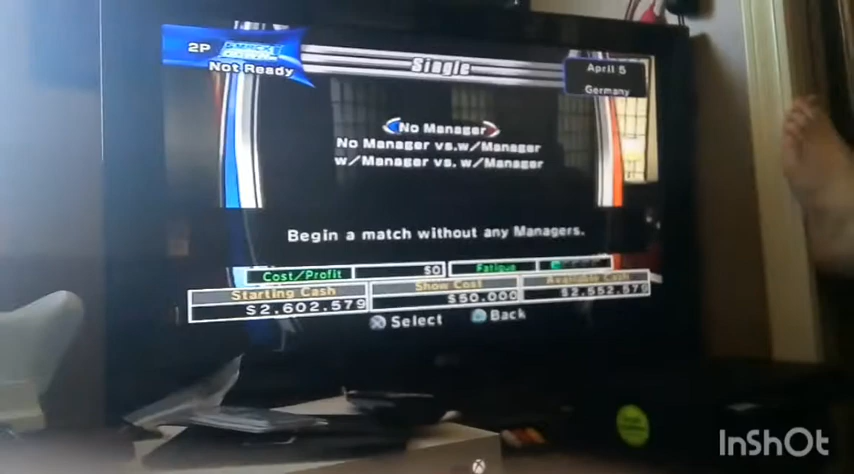 2P
Not Ready
Single
April 5
Germany
No Manager
No Manager vs.w/Manager
w/Manager vs. w/Manager
Begin a match without any Managers.
Cost/Profit
$0
Fatigue
Starting Cash
Show Cost
Available Cash
$2.602.579
$50.000
$2.552.579
Select
Back
InShOt